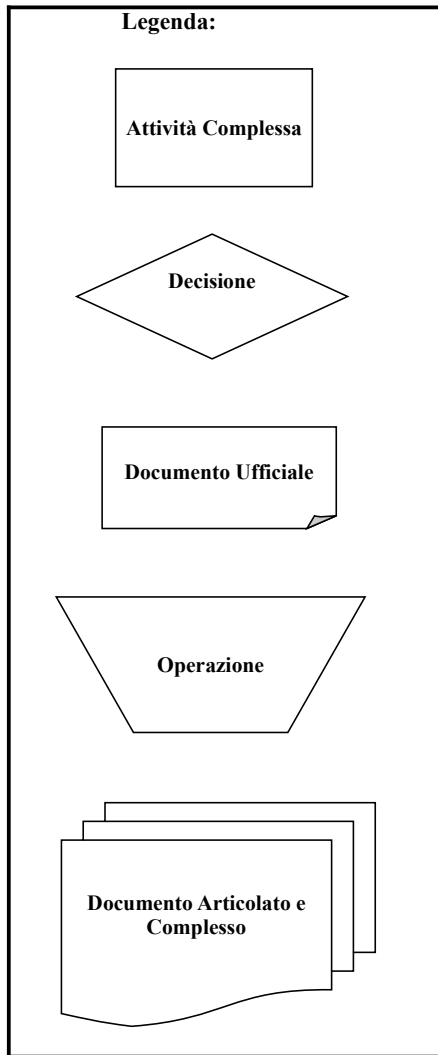 Legenda:
Attività Complessa
Decisione
Documento Ufficiale
Operazione
Documento Articolato e
Complesso